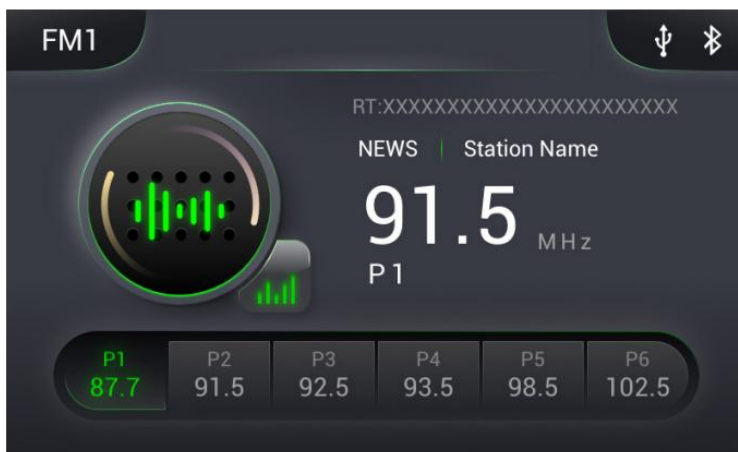 FM1
RT:XXXXXXXXXXXXXXXXXXXXXXXX
NEWS Station Name
91.5 MHz
P1
P1 P2 P3 P4 P5 P6
87.7 91.5 92.5 93.5 98.5 102.5